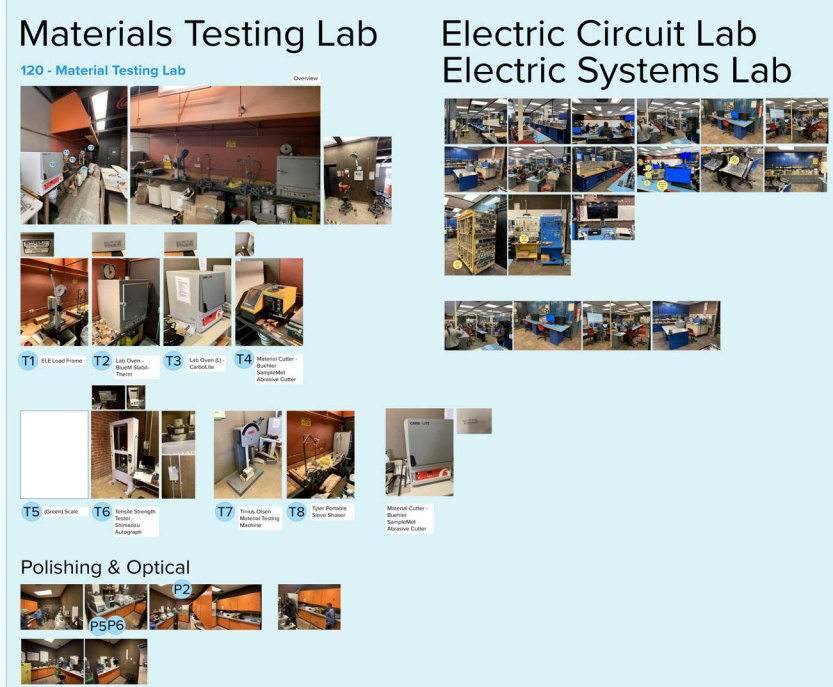 Materials Testing Lab
120 - Material Testing Lab
Overview
T1
ELE Load Frame
T2
Lab Oven -
BlueM Stabil-
Therm
T3
Lab Oven (L) -
CarboLite
T4
Material Cutter -
Buehler
SampleMet
Abrasive Cutter
T5
(Green) Scale
T6
Tensile Strength
Tester -
Shimadzu
Autograph
T7
Tinius Olsen
Material Testing
Machine
T8
Tyler Portable
Sieve Shaker
Material Cutter -
Buehler
SampleMet
Abrasive Cutter
Polishing & Optical
P2
P5 P6
Electric Circuit Lab
Electric Systems Lab